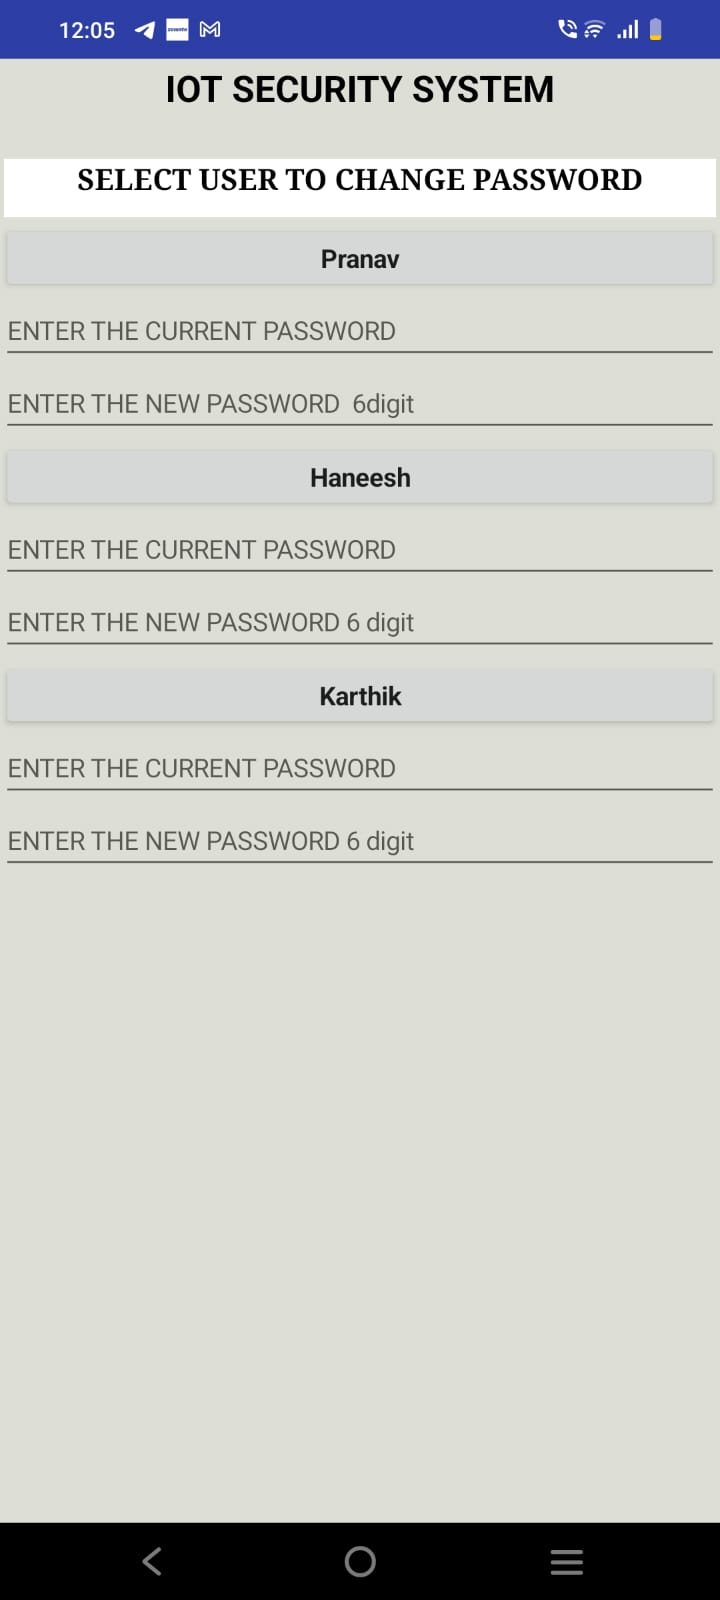 12:05
IOT SECURITY SYSTEM
SELECT USER TO CHANGE PASSWORD
Pranav
ENTER THE CURRENT PASSWORD
ENTER THE NEW PASSWORD  6digit
Haneesh
ENTER THE CURRENT PASSWORD
ENTER THE NEW PASSWORD 6 digit
Karthik
ENTER THE CURRENT PASSWORD
ENTER THE NEW PASSWORD 6 digit